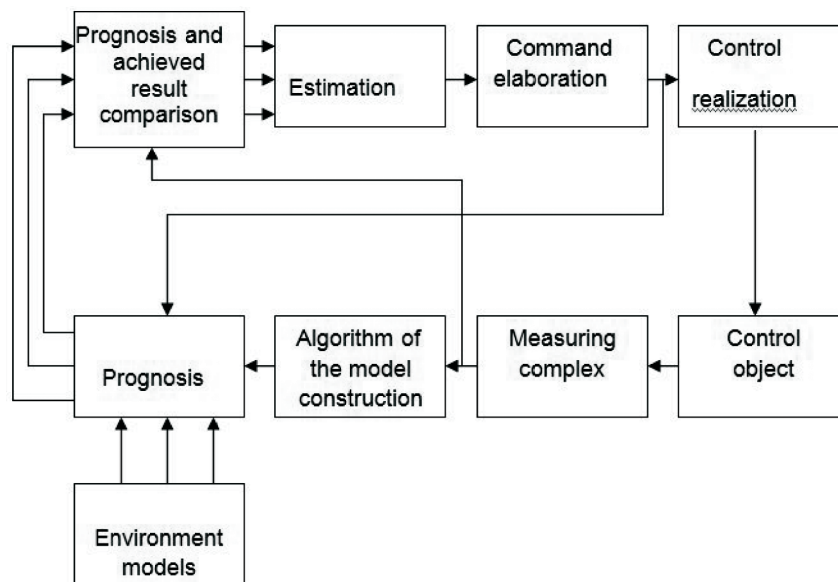 Prognosis and
achieved
result
comparison
Estimation
Command
elaboration
Control
realization
Prognosis
Algorithm of
the model
construction
Measuring
complex
Control
object
Environment
models